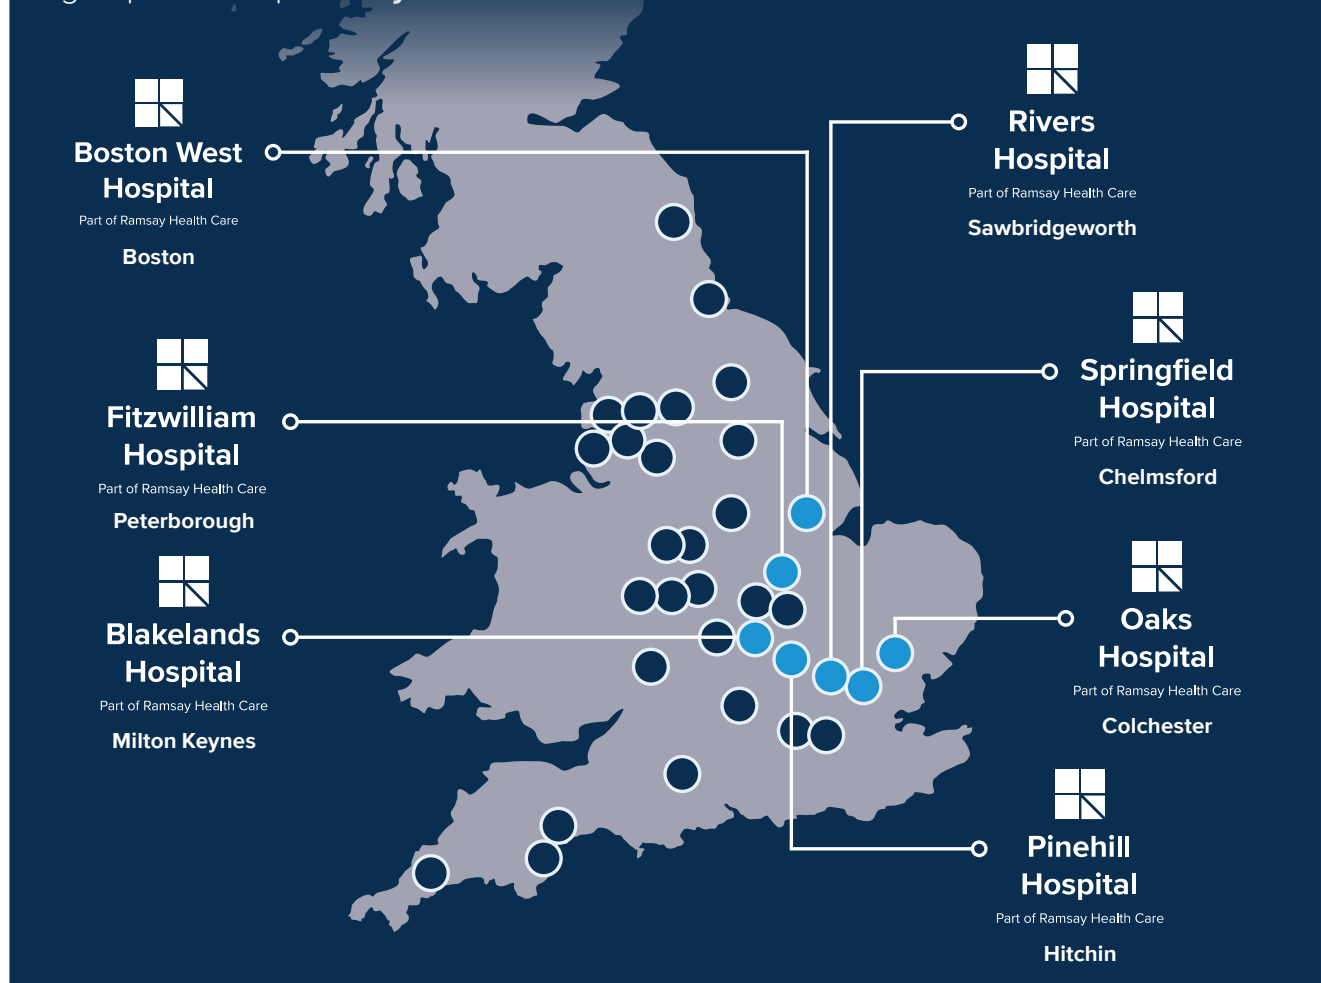 Boston West
Hospital
Part of Ramsay Health Care
Boston
Fitzwilliam
Hospital
Part of Ramsay Health Care
Peterborough
Blakelands
Hospital
Part of Ramsay Health Care
Milton Keynes
Rivers
Hospital
Part of Ramsay Health Care
Sawbridgeworth
Springfield
Hospital
Part of Ramsay Health Care
Chelmsford
Oaks
Hospital
Part of Ramsay Health Care
Colchester
Pinehill
Hospital
Part of Ramsay Health Care
Hitchin